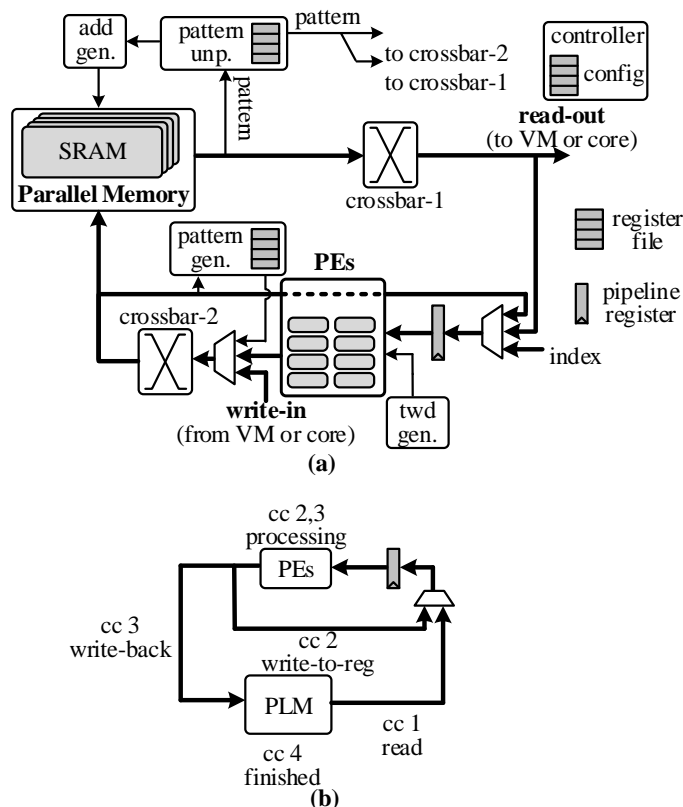 add
gen.
pattern
unp.
pattern
to crossbar-2
to crossbar-1
controller
config
pattern
read-out
(to VM or core)
SRAM
Parallel Memory
crossbar-1
register
file
pattern
gen.
PEs
pipeline
register
crossbar-2
index
write-in
(from VM or core)
twd
gen.
(a)
cc 2,3
processing
PEs
cc 3
write-back
cc 2
write-to-reg
PLM
cc 1
read
cc 4
finished
(b)